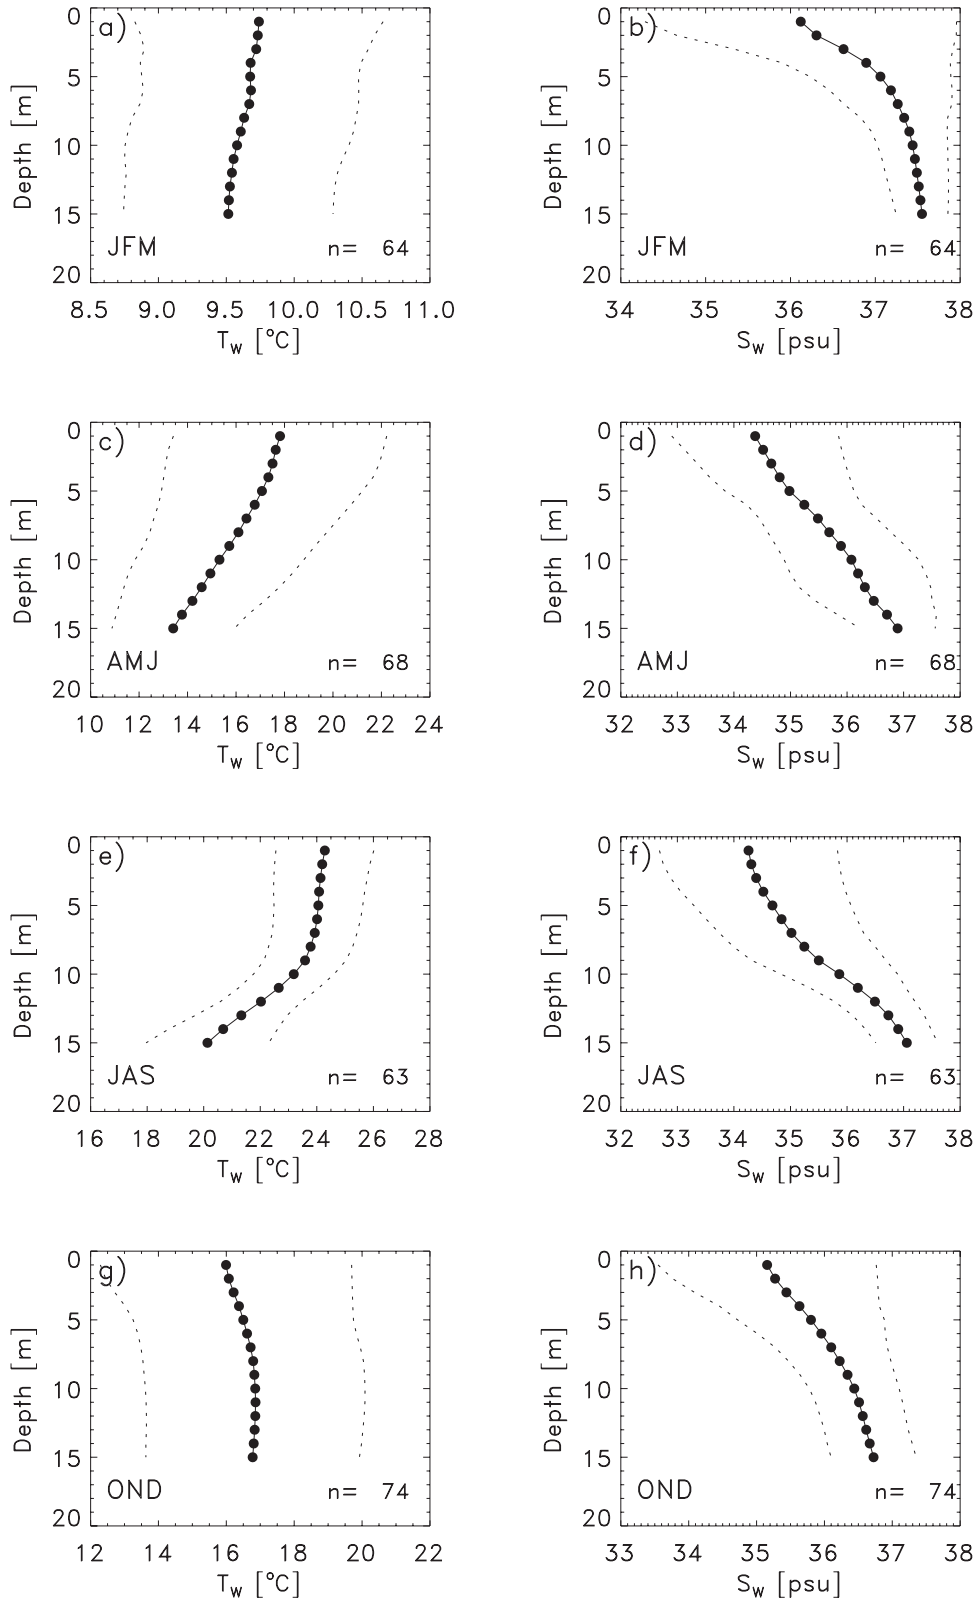 a)
0
5
10
15
20
Depth [m]
JFM
n= 64
8.5 9.0 9.5 10.0 10.5 11.0
T_W [°C]
b)
0
5
10
15
20
Depth [m]
JFM
n= 64
34 35 36 37 38
S_W [psu]
c)
0
5
10
15
20
Depth [m]
AMJ
n= 68
10 12 14 16 18 20 22 24
T_W [°C]
d)
0
5
10
15
20
Depth [m]
AMJ
n= 68
32 33 34 35 36 37 38
S_W [psu]
e)
0
5
10
15
20
Depth [m]
JAS
n= 63
16 18 20 22 24 26 28
T_W [°C]
f)
0
5
10
15
20
Depth [m]
JAS
n= 63
32 33 34 35 36 37 38
S_W [psu]
g)
0
5
10
15
20
Depth [m]
OND
n= 74
12 14 16 18 20 22
T_W [°C]
h)
0
5
10
15
20
Depth [m]
OND
n= 74
33 34 35 36 37 38
S_W [psu]